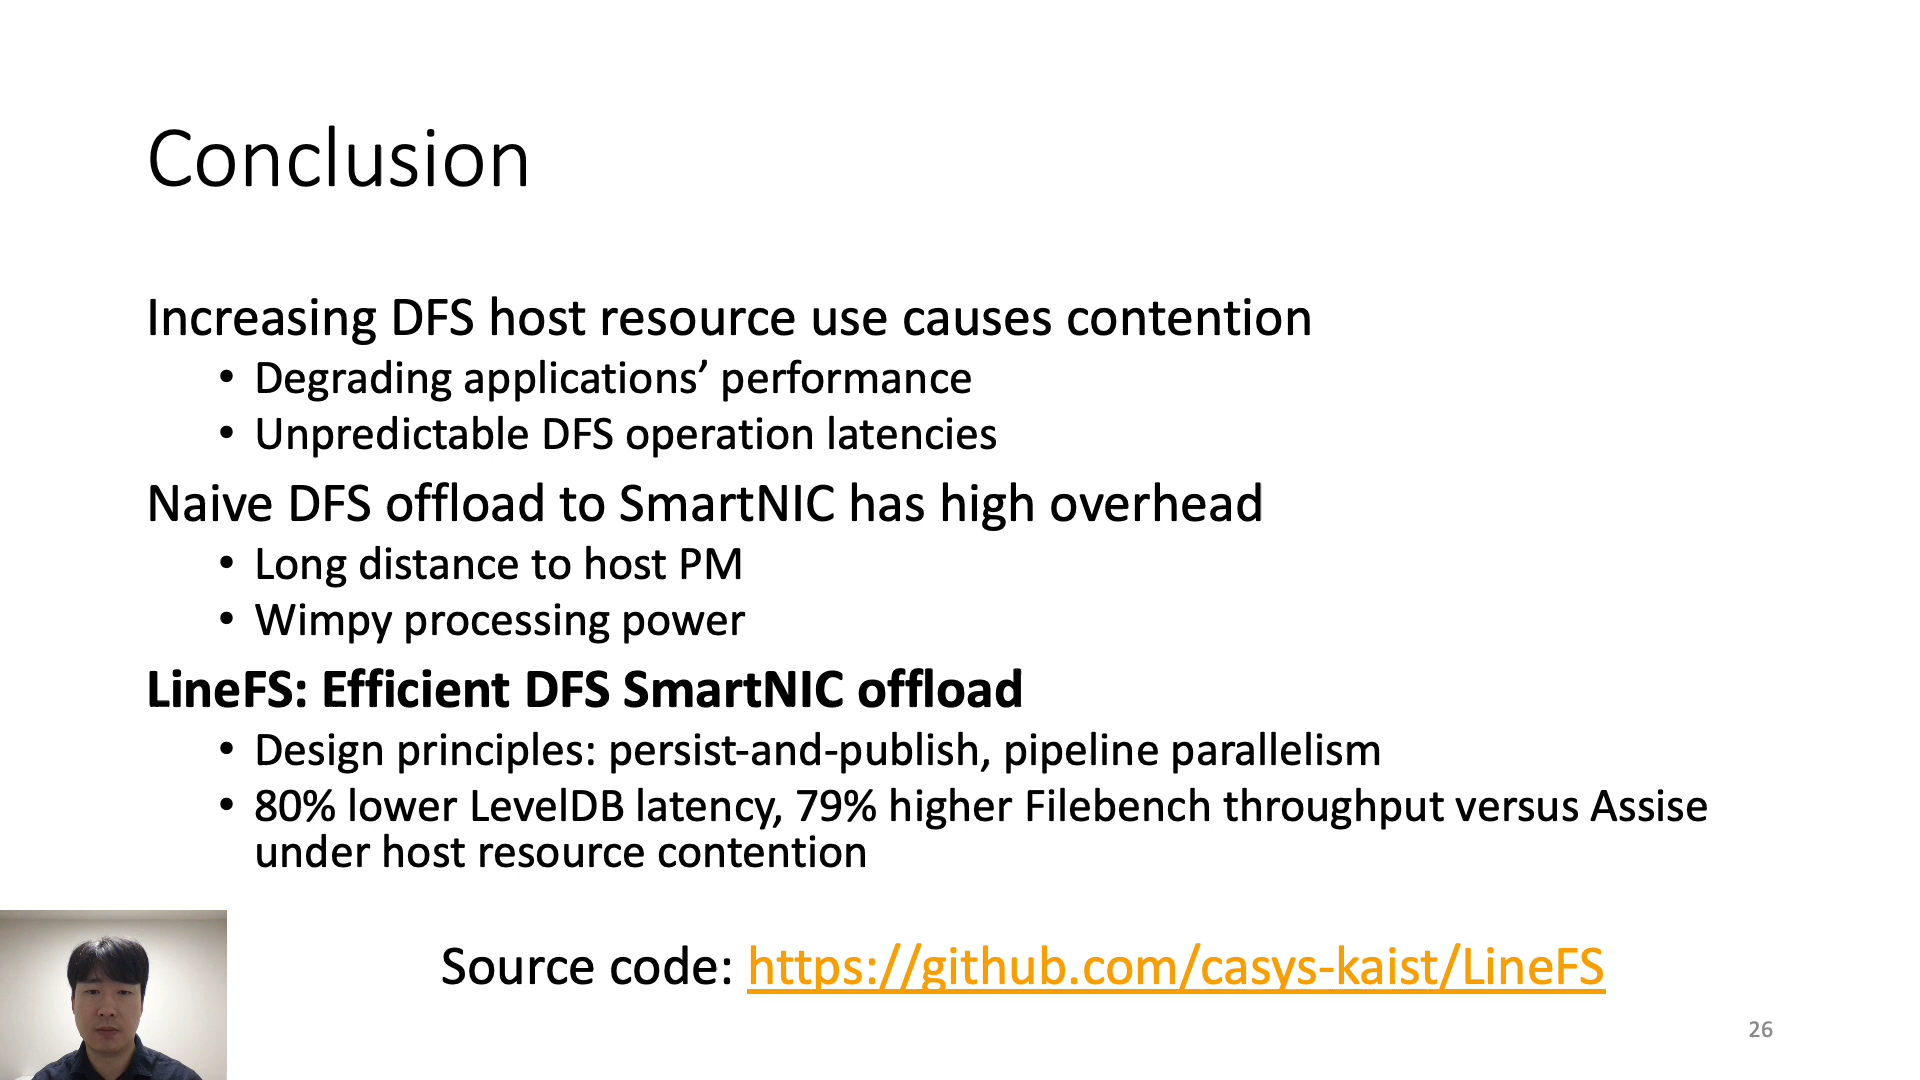 Conclusion
Increasing DFS host resource use causes contention
• Degrading applications’ performance
• Unpredictable DFS operation latencies
Naive DFS offload to SmartNIC has high overhead
• Long distance to host PM
• Wimpy processing power
LineFS: Efficient DFS SmartNIC offload
• Design principles: persist-and-publish, pipeline parallelism
• 80% lower LevelDB latency, 79% higher Filebench throughput versus Assise
under host resource contention
Source code: https://github.com/casys-kaist/LineFS
26